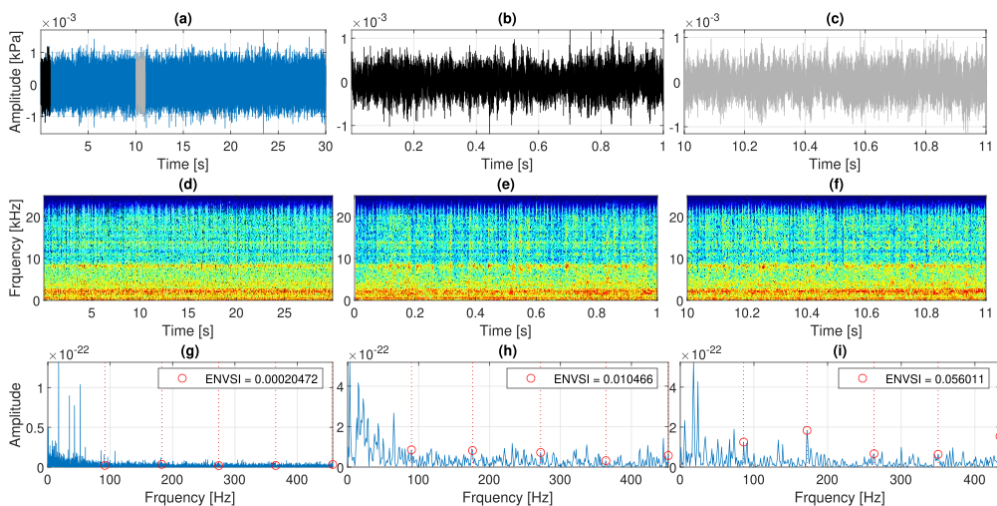 (a) (b) (c)
×10-3 ×10-3 ×10-3
Amplitude [kPa]
1 0 -1
1 0 -1
1 0 -1
5 10 15 20 25 30
0.2 0.4 0.6 0.8 1
10 10.2 10.4 10.6 10.8 11
Time [s] Time [s] Time [s]
(d) (e) (f)
Frquency [kHz]
20 10 0
20 10 0
20 10 0
5 10 15 20 25
0 0.2 0.4 0.6 0.8 1
10 10.2 10.4 10.6 10.8 11
Time [s] Time [s] Time [s]
(g) (h) (i)
×10-22 ×10-22 ×10-22
ENVSI = 0.00020472
ENVSI = 0.010466
ENVSI = 0.056011
Amplitude
1 0.5 0
4 2 0
4 2 0
0 100 200 300 400
0 100 200 300 400
0 100 200 300 400
Frquency [Hz] Frquency [Hz] Frquency [Hz]